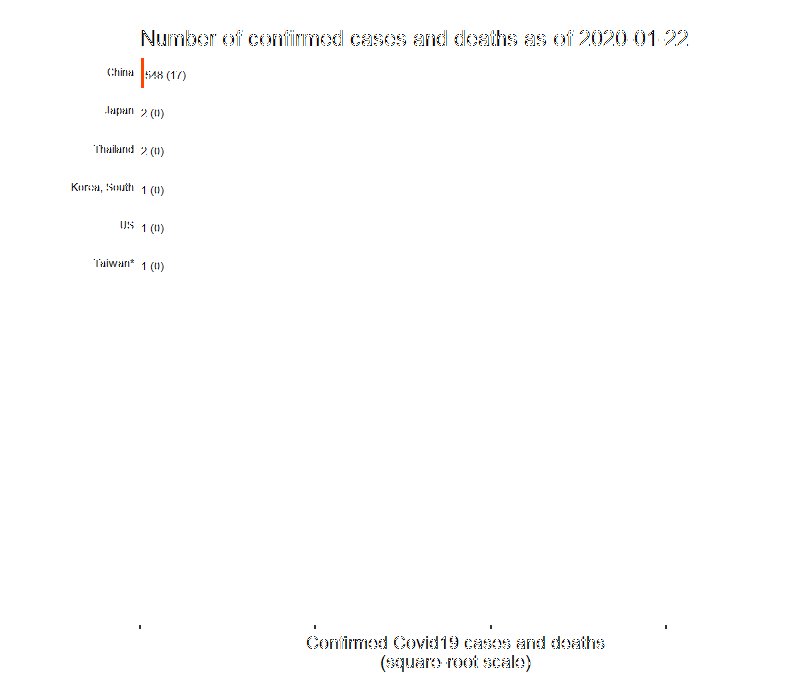 Number of confirmed cases and deaths as of 2020-01-22
China 548 (17)
Japan 2 (0)
Thailand 2 (0)
Korea, South 1 (0)
US 1 (0)
Taiwan* 1 (0)
Confirmed Covid19 cases and deaths
(square-root scale)